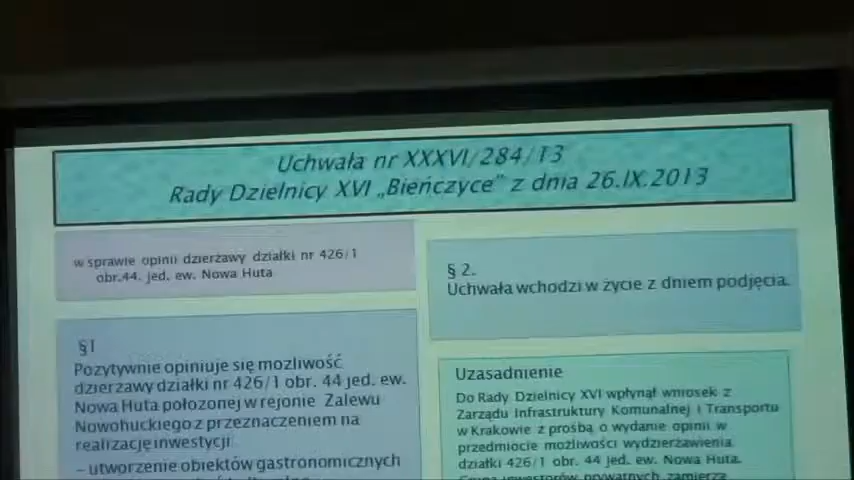 Uchwała nr XXXVI/284/13
Rady Dzielnicy XVI „Bieńczyce" z dnia 26.IX.2013
w sprawie opinii dzierżawy działki nr 426/1
obr.44. jed. ew. Nowa Huta
§1
Pozytywnie opiniuje się możliwość
dzierżawy działki nr 426/1 obr. 44 jed. ew.
Nowa Huta położonej w rejonie Zalewu
Nowohuckiego z przeznaczeniem na
realizację inwestycji:
– utworzenie obiektów gastronomicznych
§ 2.
Uchwała wchodzi w życie z dniem podjęcia.
Uzasadnienie
Do Rady Dzielnicy XVI wpłynął wniosek z
Zarządu Infrastruktury Komunalnej i Transportu
w Krakowie z prośbą o wydanie opinii w
przedmiocie możliwości wydzierżawienia
działki 426/1 obr. 44 jed. ew. Nowa Huta.
Grupa inwestorów prywatnych zamierza